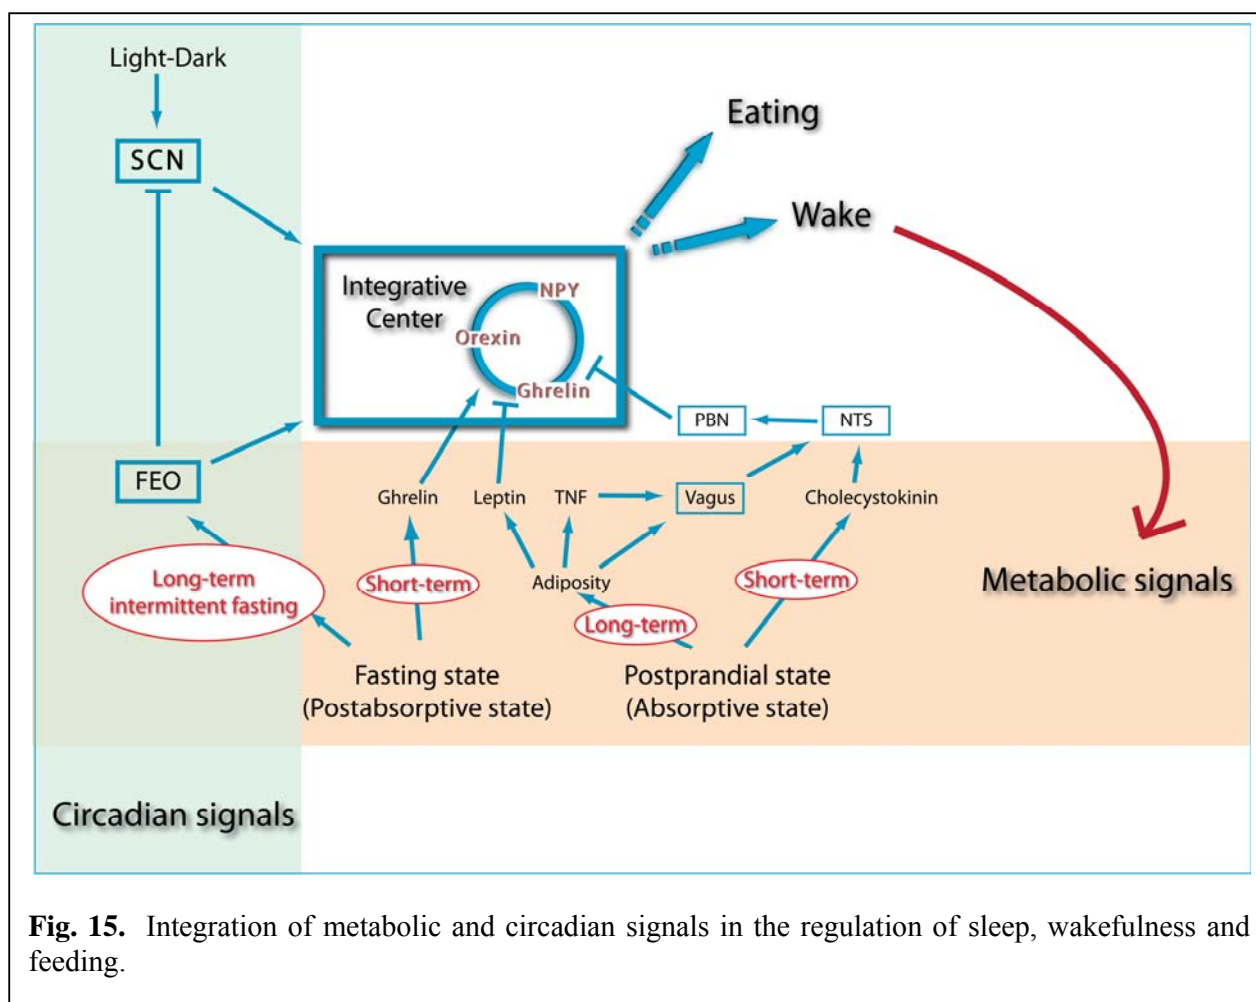 Light-Dark
SCN
Eating
Wake
Integrative
Center
NPY
Orexin
Ghrelin
PBN
NTS
FEO
Ghrelin
Leptin
TNF
Vagus
Cholecystokinin
Long-term
intermittent fasting
Short-term
Adiposity
Short-term
Metabolic signals
Long-term
Fasting state
(Postabsorptive state)
Postprandial state
(Absorptive state)
Circadian signals
Fig. 15. Integration of metabolic and circadian signals in the regulation of sleep, wakefulness and
feeding.